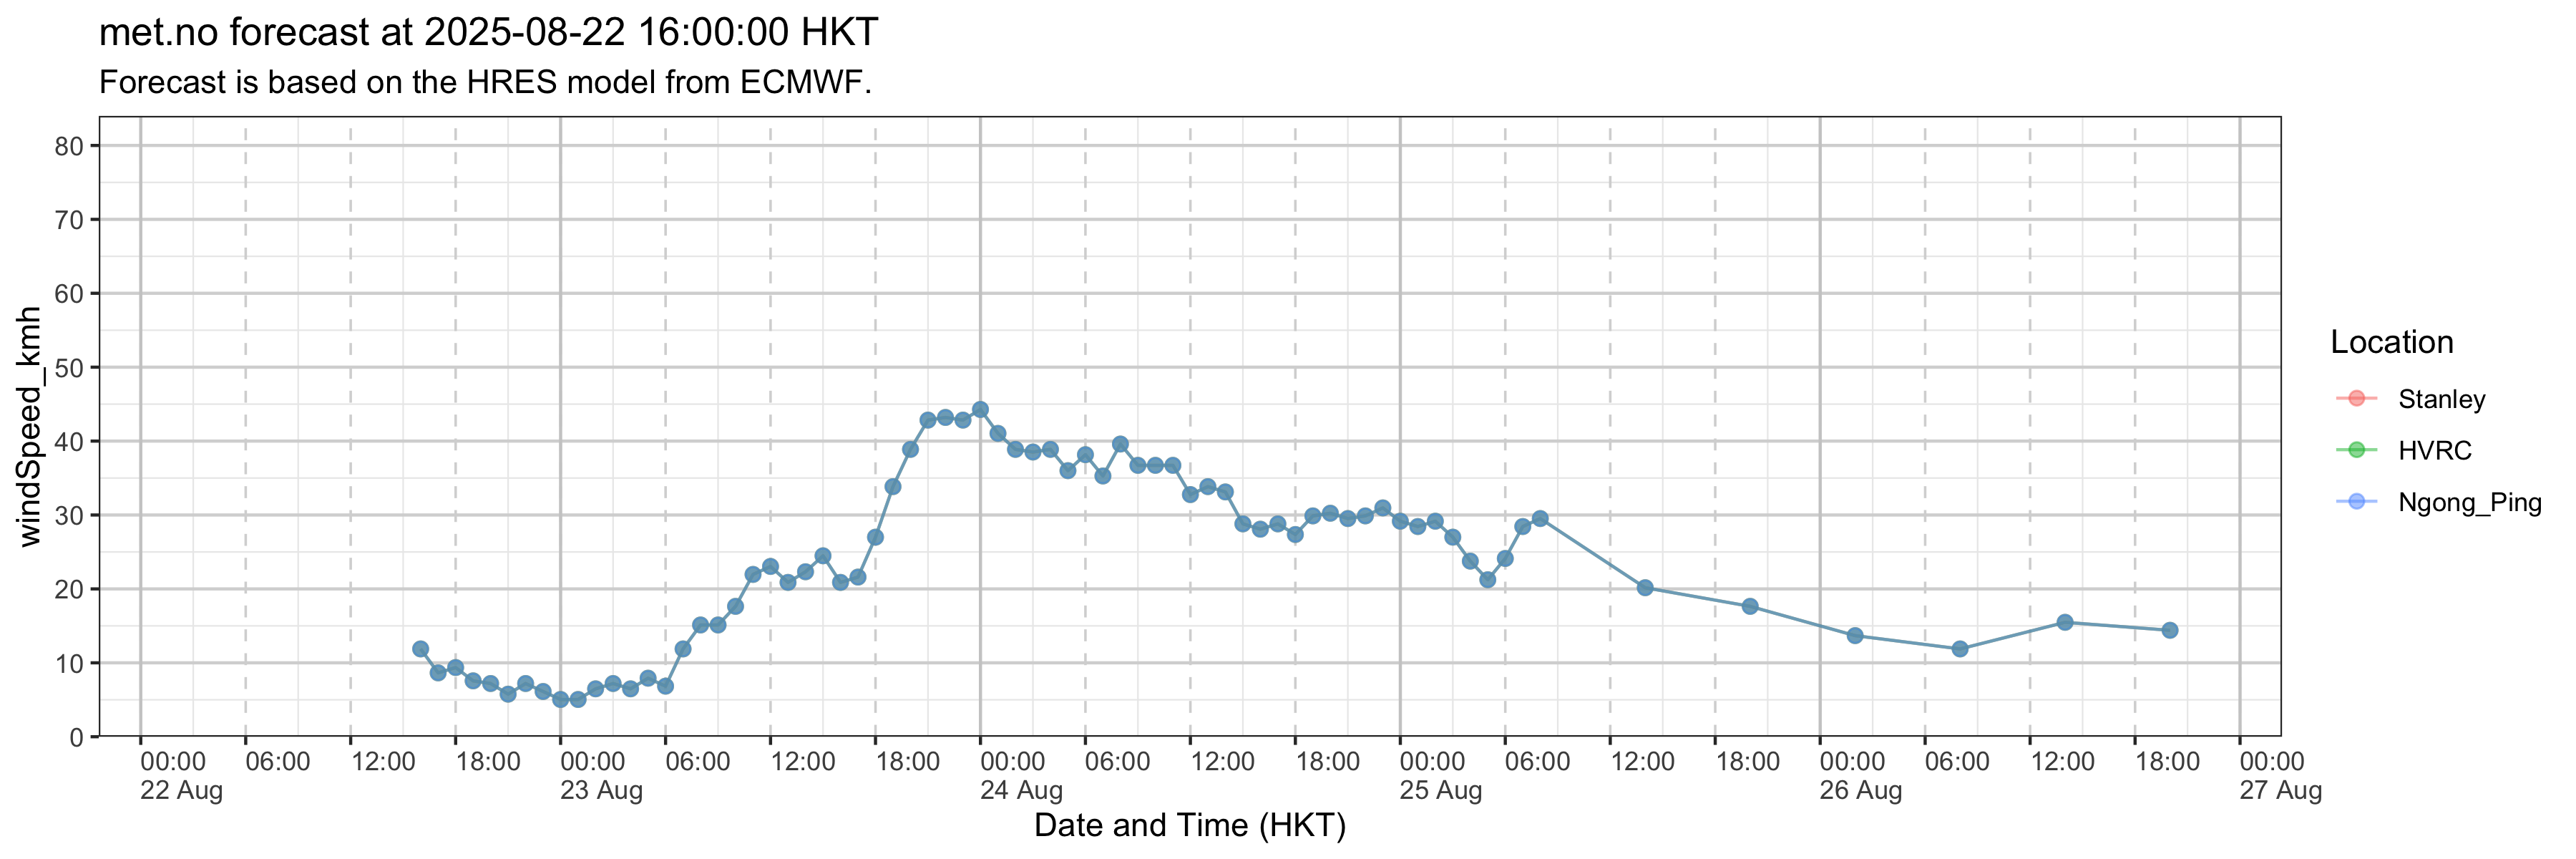 met.no forecast at 2025-08-22 16:00:00 HKT
Forecast is based on the HRES model from ECMWF.
windSpeed_kmh
80
70
60
50
40
30
20
10
0
00:00 06:00 12:00 18:00 00:00 06:00 12:00 18:00 00:00 06:00 12:00 18:00 00:00 06:00 12:00 18:00 00:00 06:00 12:00 18:00 00:00
22 Aug 23 Aug 24 Aug 25 Aug 26 Aug 27 Aug
Date and Time (HKT)
Location
Stanley
HVRC
Ngong_Ping